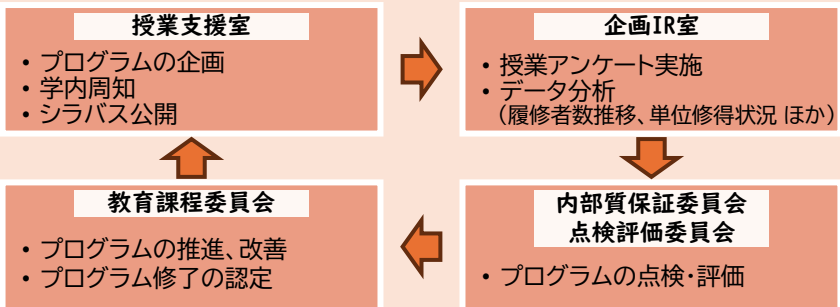 授業支援室
・プログラムの企画
・学内周知
・シラバス公開
企画IR室
・授業アンケート実施
・データ分析
（履修者数推移、単位修得状況 ほか）
教育課程委員会
・プログラムの推進、改善
・プログラム修了の認定
内部質保証委員会
点検評価委員会
・プログラムの点検・評価